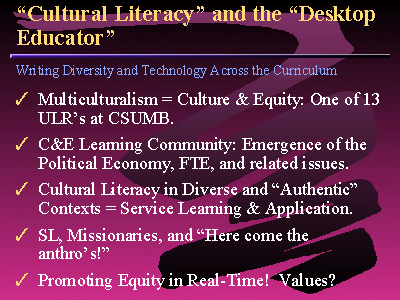 “Cultural Literacy” and the “Desktop
Educator”
Writing Diversity and Technology Across the Curriculum
✓ Multiculturalism = Culture & Equity: One of 13
ULR’s at CSUMB.
✓ C&E Learning Community: Emergence of the
Political Economy, FTE, and related issues.
✓ Cultural Literacy in Diverse and “Authentic”
Contexts = Service Learning & Application.
✓ SL, Missionaries, and “Here come the
anthro’s!”
✓ Promoting Equity in Real-Time!  Values?